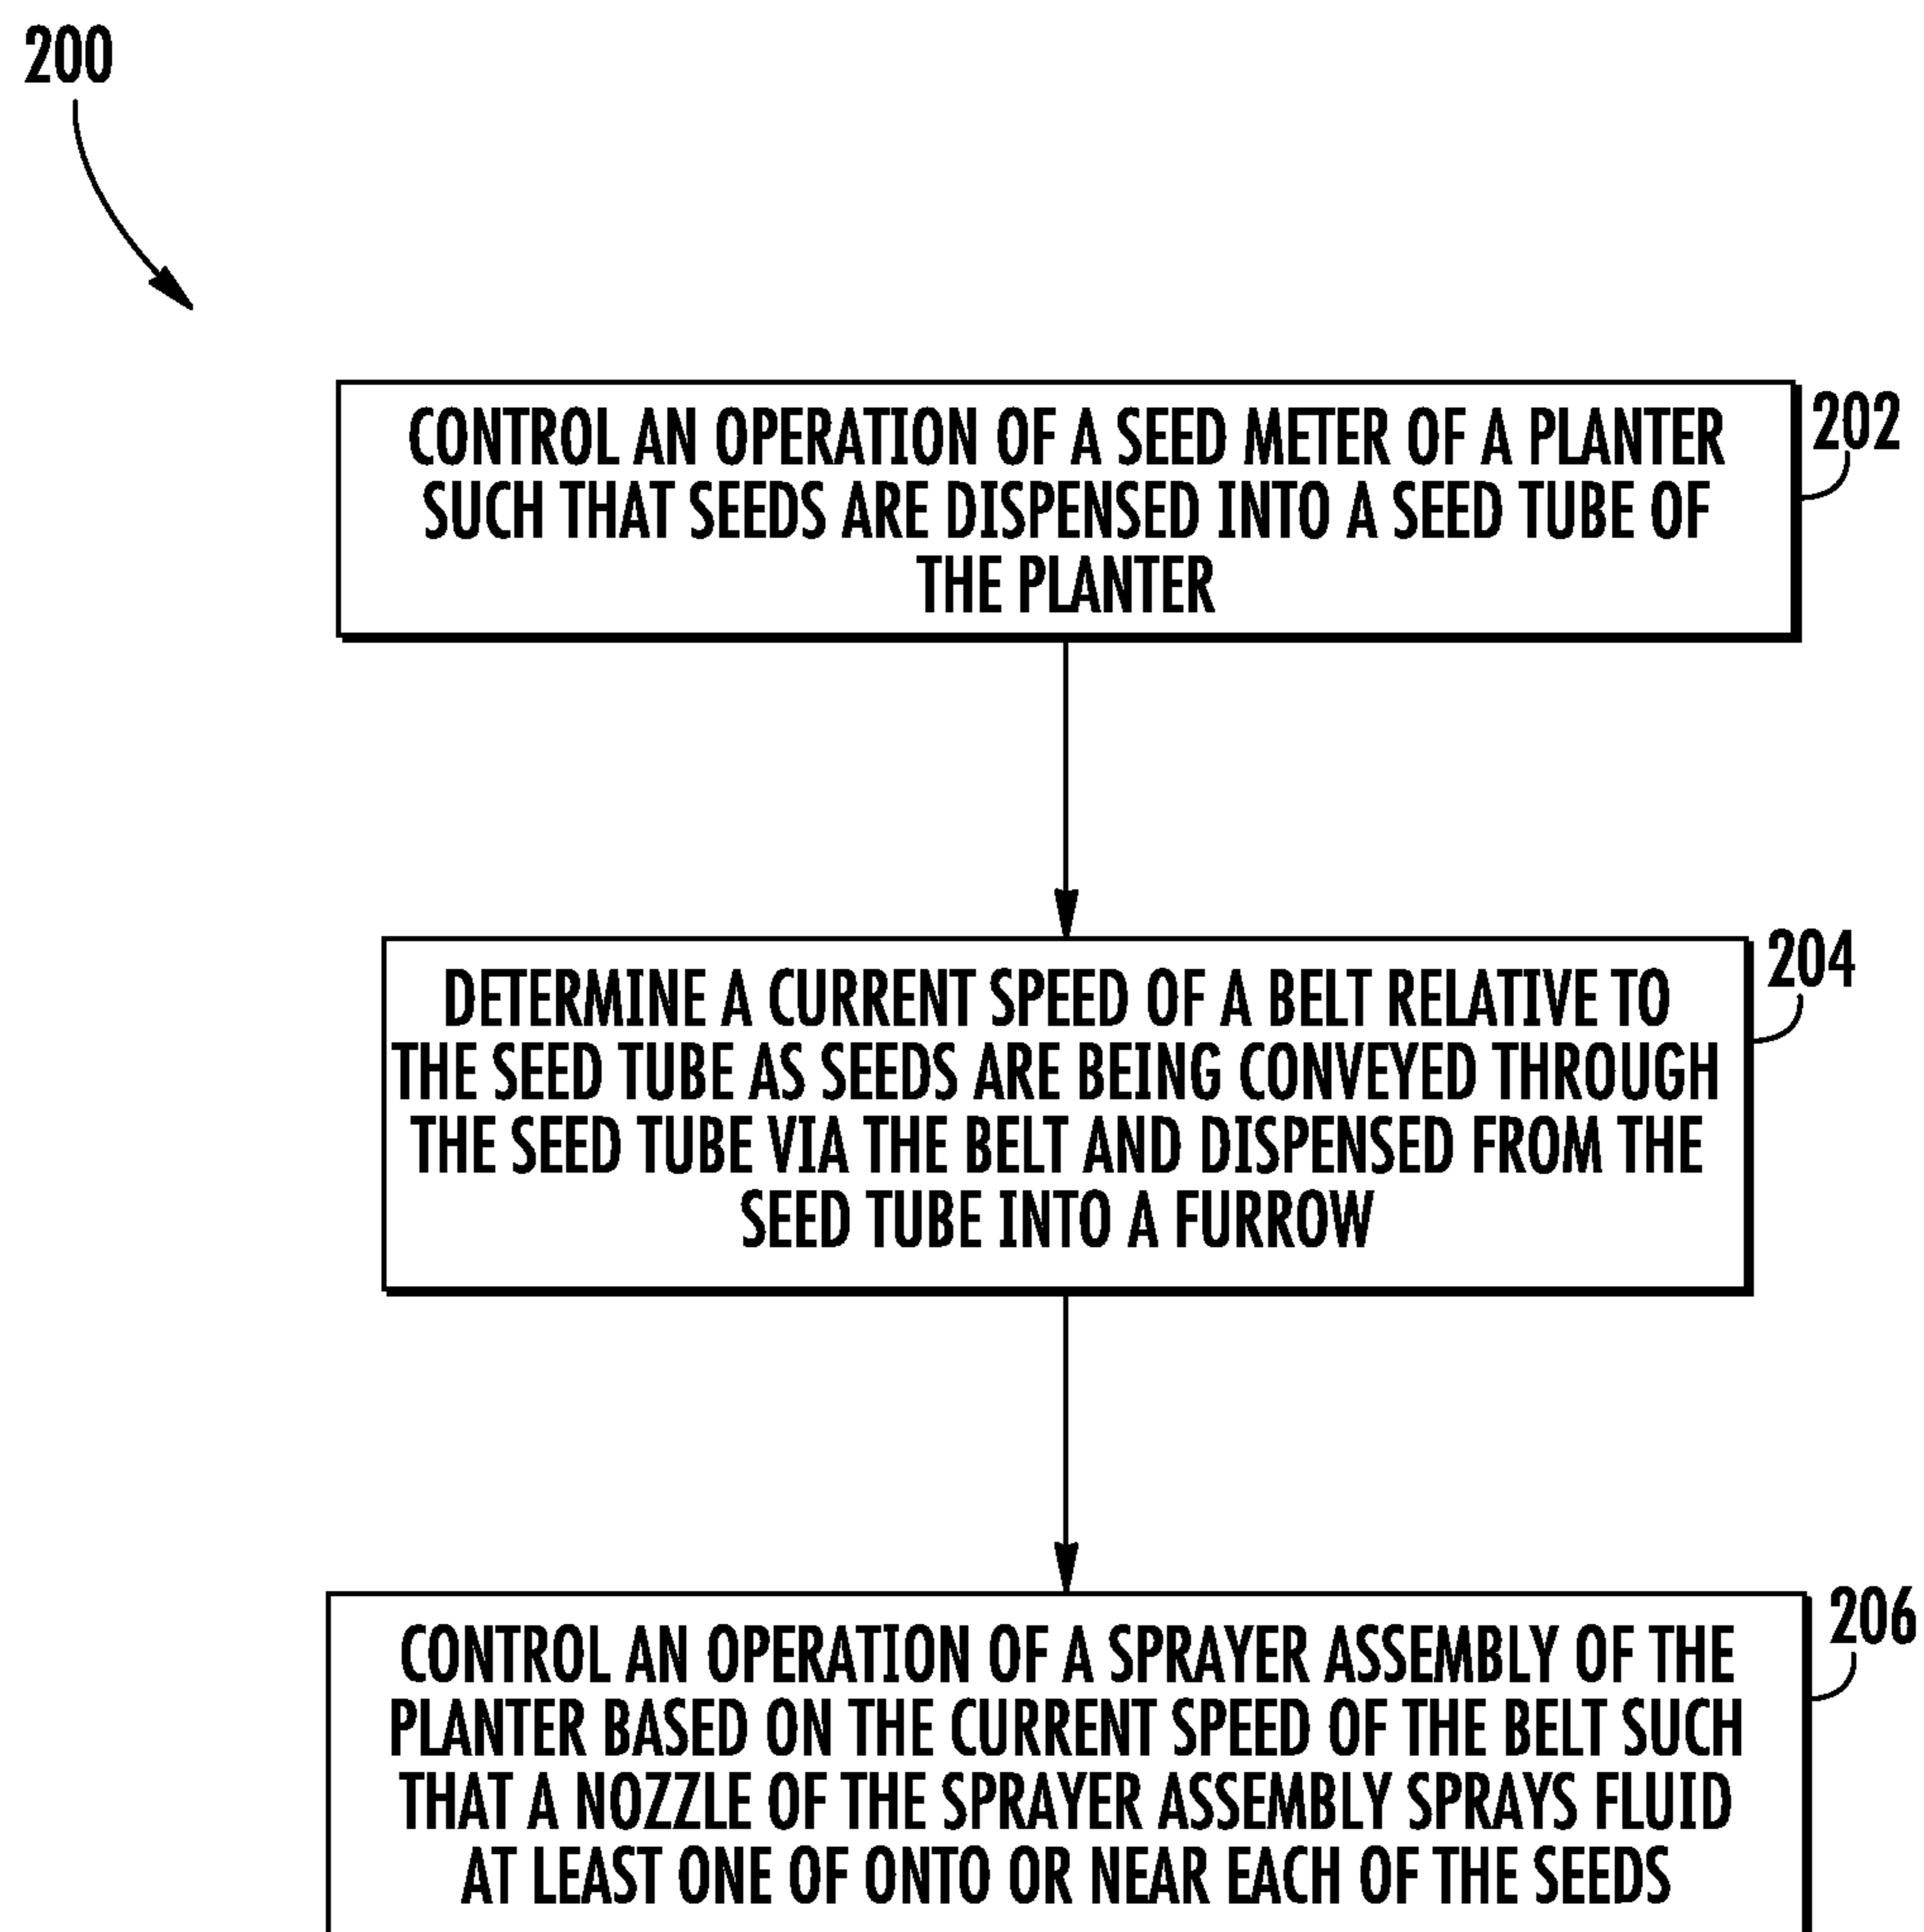 200
CONTROL AN OPERATION OF A SEED METER OF A PLANTER
SUCH THAT SEEDS ARE DISPENSED INTO A SEED TUBE OF
THE PLANTER
202
DETERMINE A CURRENT SPEED OF A BELT RELATIVE TO
THE SEED TUBE AS SEEDS ARE BEING CONVEYED THROUGH
THE SEED TUBE VIA THE BELT AND DISPENSED FROM THE
SEED TUBE INTO A FURROW
204
CONTROL AN OPERATION OF A SPRAYER ASSEMBLY OF THE
PLANTER BASED ON THE CURRENT SPEED OF THE BELT SUCH
THAT A NOZZLE OF THE SPRAYER ASSEMBLY SPRAYS FLUID
AT LEAST ONE OF ONTO OR NEAR EACH OF THE SEEDS
206